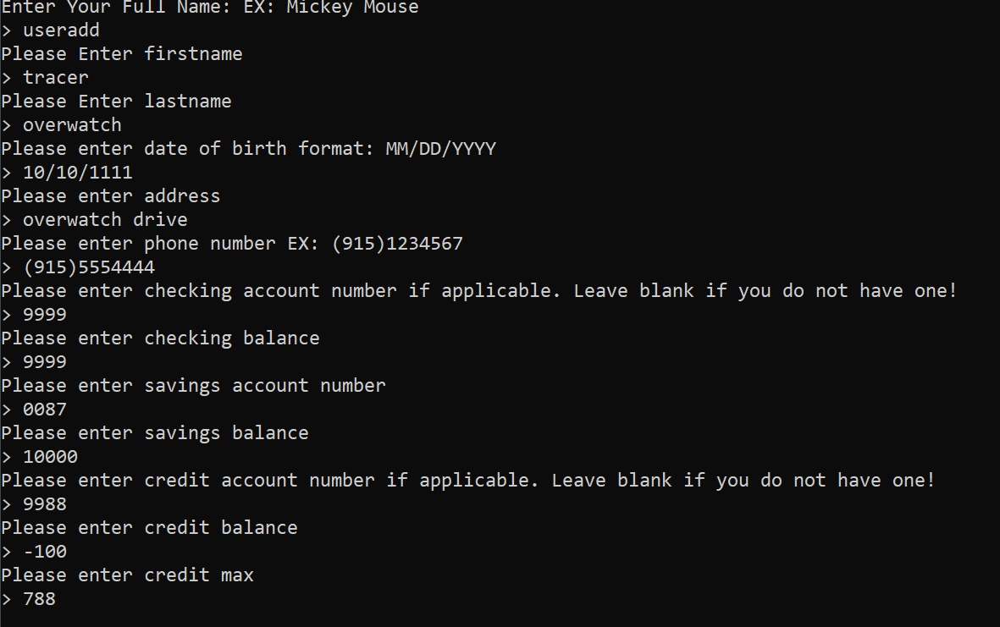 Enter Your Full Name: EX: Mickey Mouse
> useradd
Please Enter firstname
> tracer
Please Enter lastname
> overwatch
Please enter date of birth format: MM/DD/YYYY
> 10/10/1111
Please enter address
> overwatch drive
Please enter phone number EX: (915)1234567
> (915)5554444
Please enter checking account number if applicable. Leave blank if you do not have one!
> 9999
Please enter checking balance
> 9999
Please enter savings account number
> 0087
Please enter savings balance
> 10000
Please enter credit account number if applicable. Leave blank if you do not have one!
> 9988
Please enter credit balance
> -100
Please enter credit max
> 788